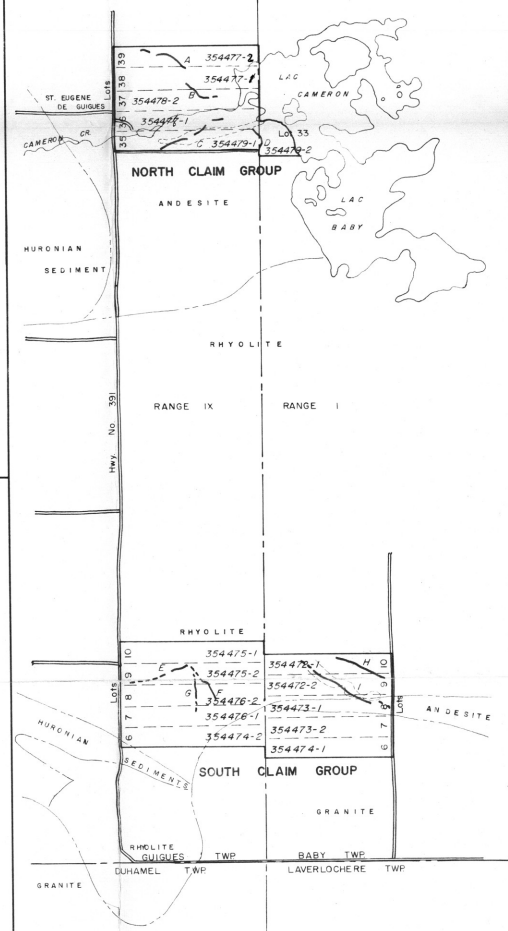 39
A
354477-2
38
354477-1
LAC
CAMERON
Lots
37
B
354478-2
ST. EUGENE
DE GUIGUES
36
CAMERON CR.
35
Lot 33
C
354479-1
D
354479-2
NORTH CLAIM GROUP
ANDESITE
LAC
BABY
HURONIAN
SEDIMENT
RHYOLITE
Hwy. No. 391
RANGE IX
RANGE I
RHYOLITE
10
354475-1
E
354472-1
H
10
9
354475-2
354472-2
I
9
Lots
8
G
F
354476-2
354473-1
8
Lots
ANDESITE
7
354476-1
354473-2
7
6
354474-2
354474-1
6
HURONIAN
SEDIMENTS
SOUTH CLAIM GROUP
GRANITE
RHYOLITE
GUIGUES TWP.
BABY TWP.
DUHAMEL TWP.
LAVERLOCHERE TWP.
GRANITE